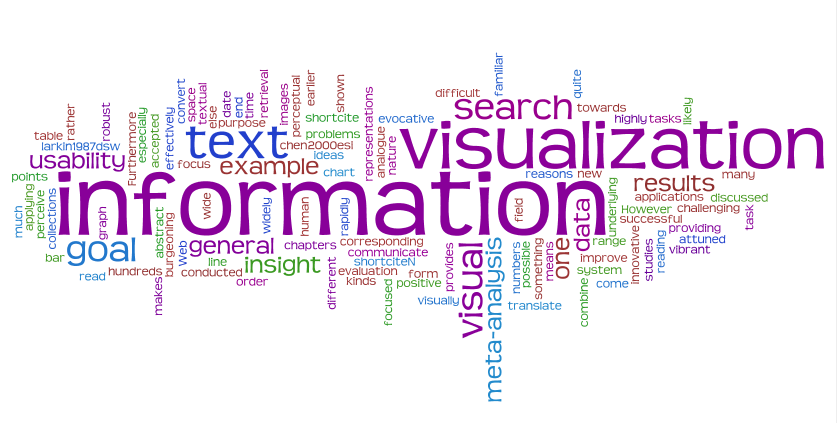 familiar
quite
difficult
search
towards
highly
tasks
likely
visualization
convert
space
textual
else
date
end
time
retrieval
images
perceptual
earlier
shown
representations
analogue
nature
evocative
purpose
shortcite
problems
chen2000esl
ideas
chart
text
example
focus
effectively
accepted
especially
Furthermore
robust
rather
table
larkin1987dsw
usability
points
information
reasons
new
results
many
applications
discussed
However
challenging
successful
task
providing
attuned
vibrant
range
underlying
data
field
one
much
applying
perceive
collections
graph
wide
widely
human
rapidly
abstract
burgeoning
Web
goal
general
chapters
corresponding
communicate
shortciteN
bar
line
insight
evaluation
form
kinds
positive
read
hundreds
conducted
order
makes
different
focused
visually
provides
visual
meta-analysis
numbers
possible
something
means
translate
improve
system
combine
come
innovative
studies
reading